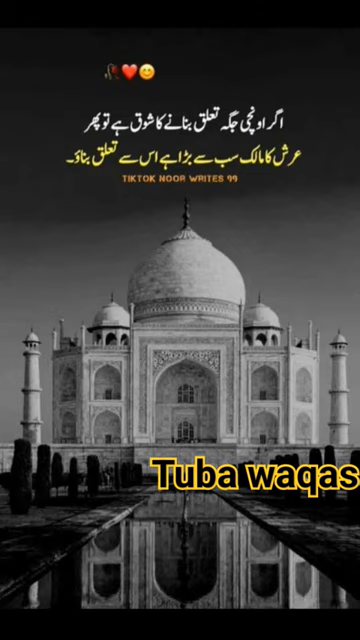 🥀❤️😊
اگر اونچی جگہ تعلق بنانے کا شوق ہے تو پھر
عرش کا مالک سب سے بڑا ہے اس سے تعلق بناؤ۔
TIKTOK NOOR WRITES 99
Tuba waqas